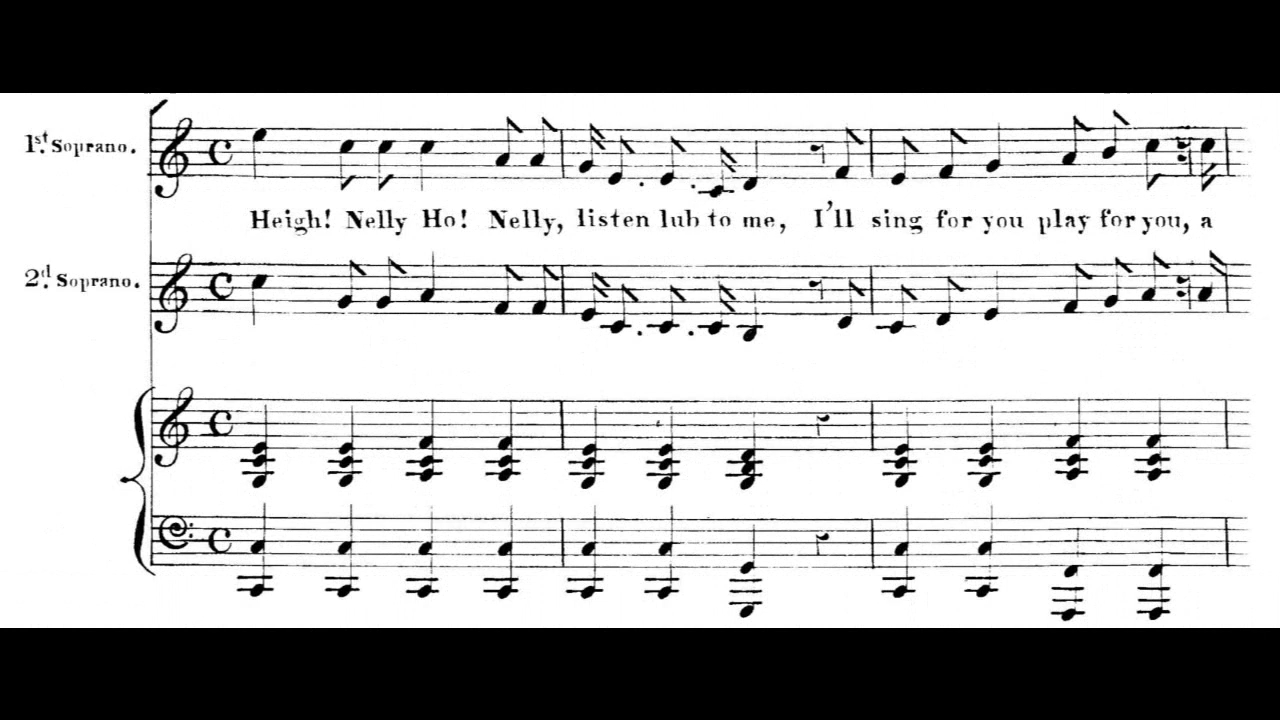 1st. Soprano.
Heigh! Nelly Ho! Nelly, listen lub to me, I'll sing for you play for you, a
2d. Soprano.